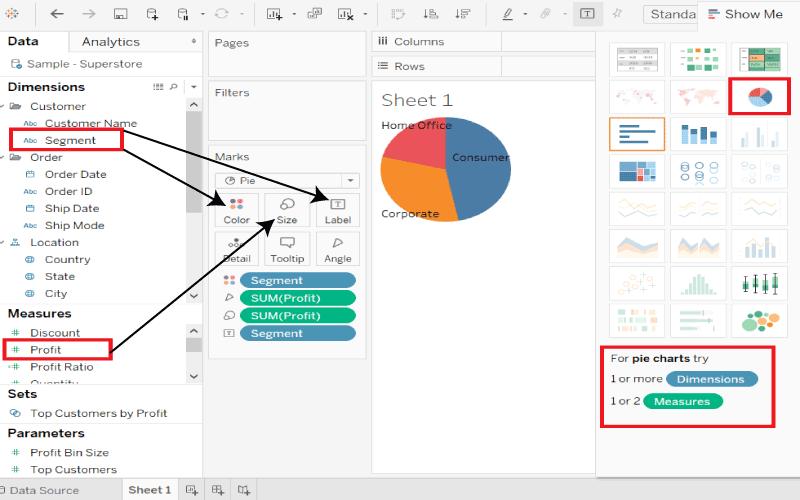 Standa
Show Me
Data
Analytics
Sample - Superstore
Dimensions
Customer
Abc Customer Name
Abc Segment
Order
Order Date
Abc Order ID
Ship Date
Abc Ship Mode
Location
Country
State
City
Measures
# Discount
# Profit
# Profit Ratio
# Quantity
Sets
Top Customers by Profit
Parameters
# Profit Bin Size
# Top Customers
Data Source
Sheet 1
Pages
Filters
Marks
Pie
Color
Size
Label
Detail
Tooltip
Angle
Segment
SUM(Profit)
SUM(Profit)
Segment
Columns
Rows
Sheet 1
Home Office
Consumer
Corporate
For pie charts try
1 or more Dimensions
1 or 2 Measures